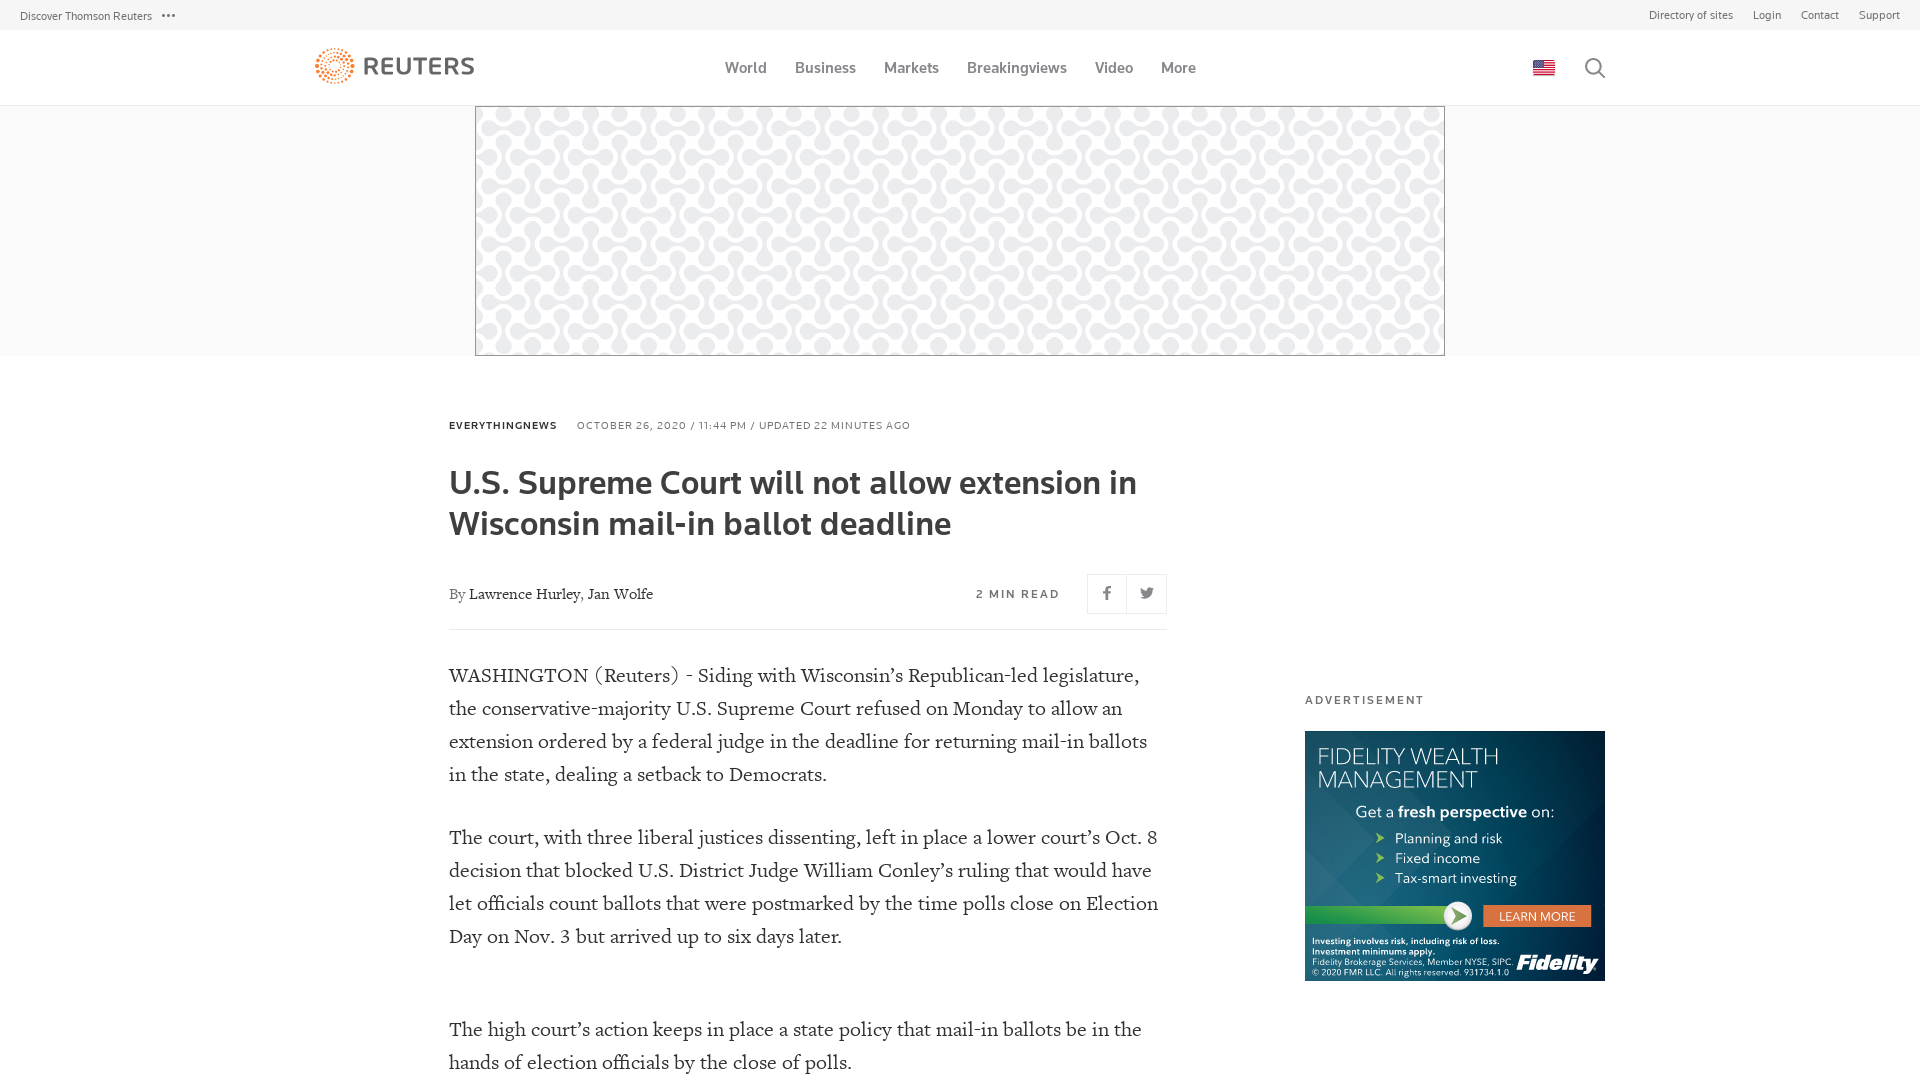 Discover Thomson Reuters
Directory of sites Login Contact Support
REUTERS
World Business Markets Breakingviews Video More
EVERYTHINGNEWS OCTOBER 26, 2020 / 11:44 PM / UPDATED 22 MINUTES AGO
U.S. Supreme Court will not allow extension in
Wisconsin mail-in ballot deadline
By Lawrence Hurley, Jan Wolfe
2 MIN READ
WASHINGTON (Reuters) - Siding with Wisconsin’s Republican-led legislature,
the conservative-majority U.S. Supreme Court refused on Monday to allow an
extension ordered by a federal judge in the deadline for returning mail-in ballots
in the state, dealing a setback to Democrats.
The court, with three liberal justices dissenting, left in place a lower court’s Oct. 8
decision that blocked U.S. District Judge William Conley’s ruling that would have
let officials count ballots that were postmarked by the time polls close on Election
Day on Nov. 3 but arrived up to six days later.
The high court’s action keeps in place a state policy that mail-in ballots be in the
hands of election officials by the close of polls.
ADVERTISEMENT
FIDELITY WEALTH
MANAGEMENT
Get a fresh perspective on:
Planning and risk
Fixed income
Tax-smart investing
LEARN MORE
Investing involves risk, including risk of loss.
Investment minimums apply.
Fidelity Brokerage Services, Member NYSE, SIPC.
© 2020 FMR LLC. All rights reserved. 931734.1.0
Fidelity